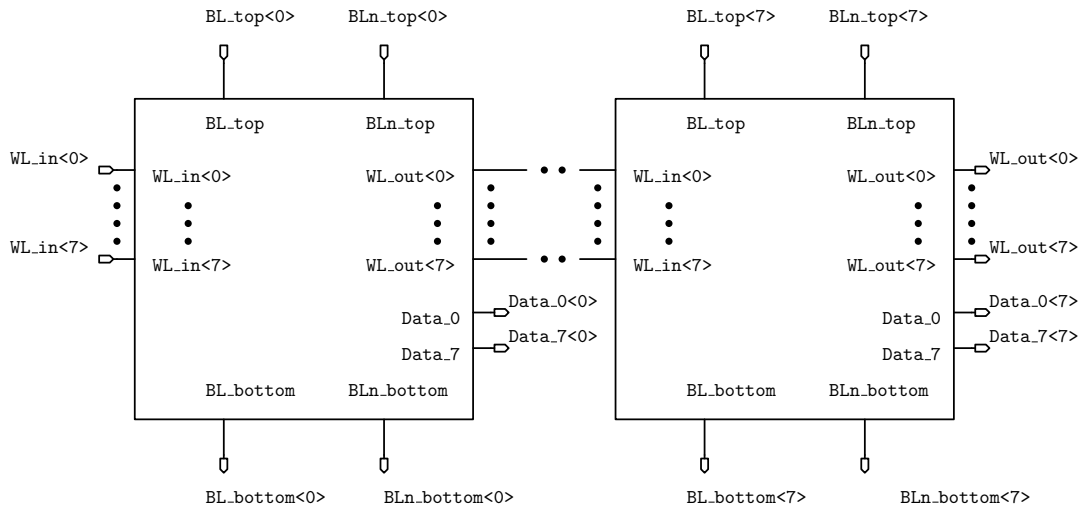 BL_top<0> BLn_top<0> BL_top<7> BLn_top<7>
BL_top BLn_top BL_top BLn_top
WL_in<0> WL_out<0>
WL_in<0> WL_out<0> WL_in<0> WL_out<0>
WL_in<7> WL_out<7>
WL_in<7> WL_out<7> WL_in<7> WL_out<7>
Data_0<0> Data_0<7>
Data_0 Data_0
Data_7<0> Data_7<7>
Data_7 Data_7
BL_bottom BLn_bottom BL_bottom BLn_bottom
BL_bottom<0> BLn_bottom<0> BL_bottom<7> BLn_bottom<7>